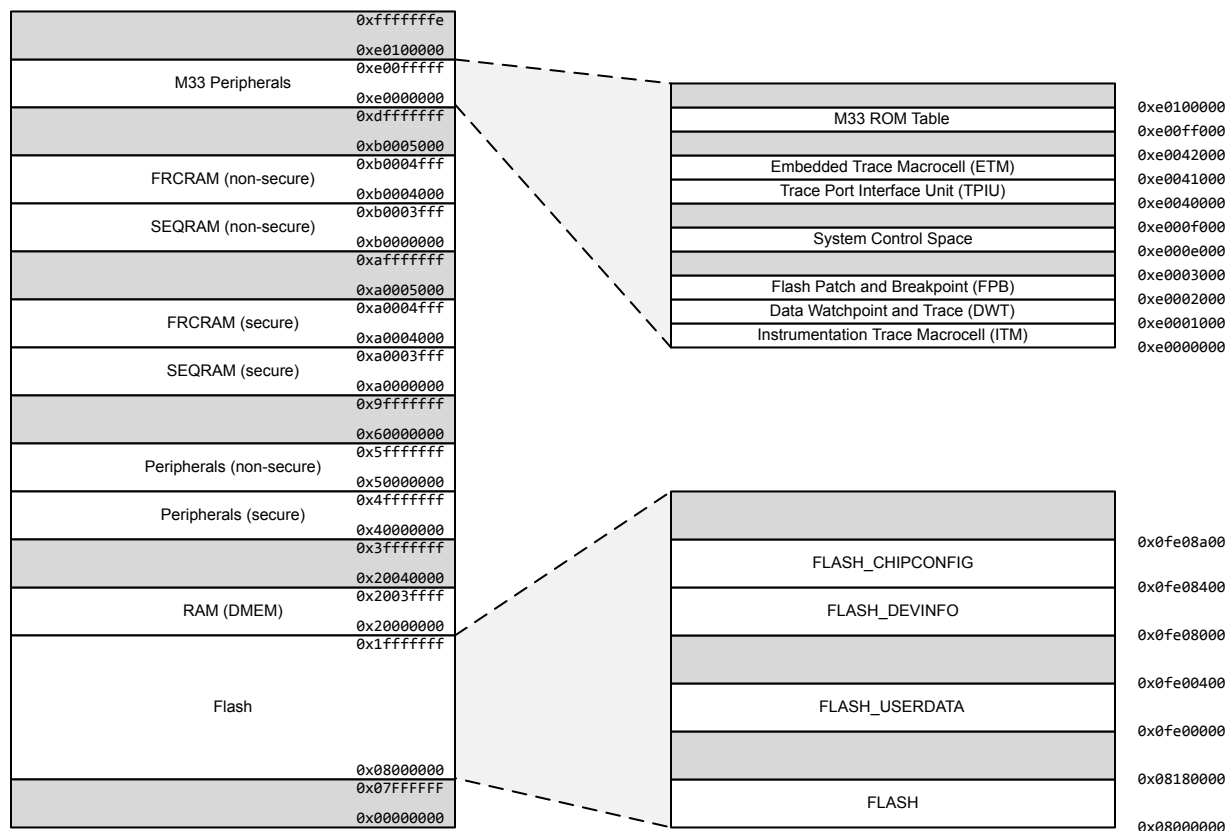 0xfffffffe
0xe0100000
0xe00fffff
M33 Peripherals
0xe0000000
0xdfffffff
0xb0005000
0xb0004fff
FRCRAM (non-secure)
0xb0004000
0xb0003fff
SEQRAM (non-secure)
0xb0000000
0xafffffff
0xa0005000
0xa0004fff
FRCRAM (secure)
0xa0004000
0xa0003fff
SEQRAM (secure)
0xa0000000
0x9fffffff
0x60000000
0x5fffffff
Peripherals (non-secure)
0x50000000
0x4fffffff
Peripherals (secure)
0x40000000
0x3fffffff
0x20040000
0x2003ffff
RAM (DMEM)
0x20000000
0x1fffffff
Flash
0x08000000
0x07FFFFFF
0x00000000
0xe0100000
M33 ROM Table
0xe00ff000
0xe0042000
Embedded Trace Macrocell (ETM)
0xe0041000
Trace Port Interface Unit (TPIU)
0xe0040000
0xe000f000
System Control Space
0xe000e000
0xe0003000
Flash Patch and Breakpoint (FPB)
0xe0002000
Data Watchpoint and Trace (DWT)
0xe0001000
Instrumentation Trace Macrocell (ITM)
0xe0000000
0x0fe08a00
FLASH_CHIPCONFIG
0x0fe08400
FLASH_DEVINFO
0x0fe08000
0x0fe00400
FLASH_USERDATA
0x0fe00000
0x08180000
FLASH
0x08000000